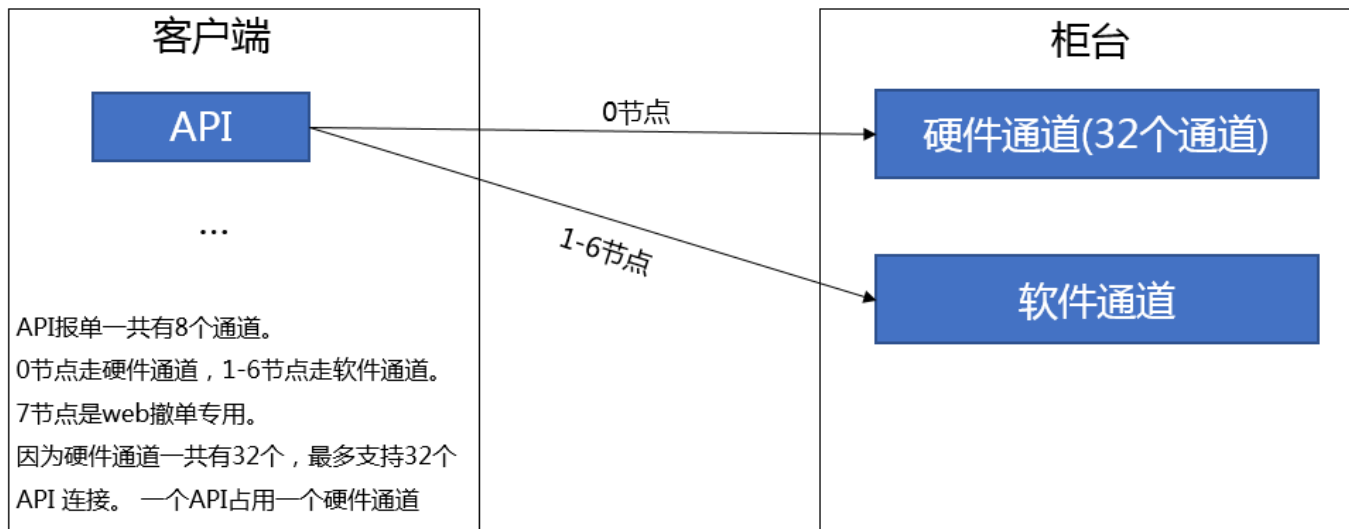 客户端
柜台
API
0节点
硬件通道(32个通道)
...
1-6节点
软件通道
API报单一共有8个通道。
0节点走硬件通道，1-6节点走软件通道。
7节点是web撤单专用。
因为硬件通道一共有32个，最多支持32个
API 连接。 一个API占用一个硬件通道